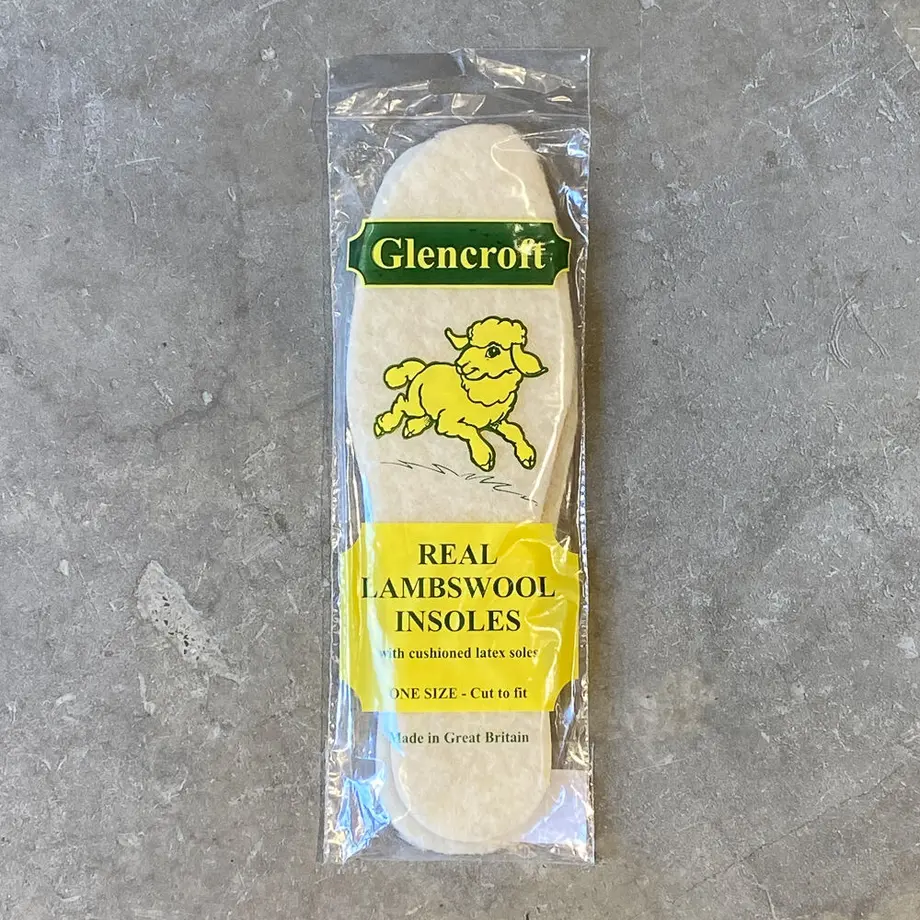 Glencroft
REAL
LAMBSWOOL
INSOLES
with cushioned latex soles
ONE SIZE - Cut to fit
Made in Great Britain